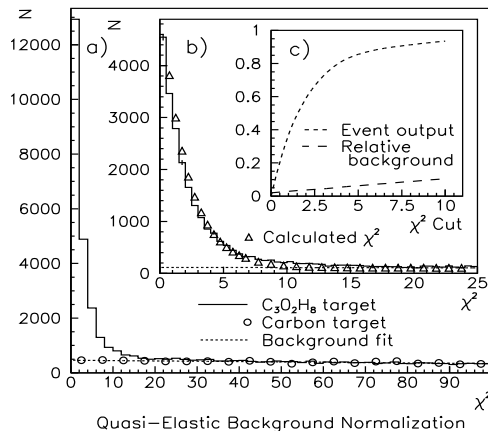 N
12000
10000
8000
6000
4000
2000
0
a)
N
4000
3000
2000
1000
0
b)
c)
1
0.8
0.6
0.4
0.2
0
Event output
Relative background
0 2.5 5 7.5 10
χ² Cut
Calculated χ²
0 5 10 15 20 25
χ²
C₃O₂H₈ target
Carbon target
Background fit
0 10 20 30 40 50 60 70 80 90
χ²
Quasi-Elastic Background Normalization